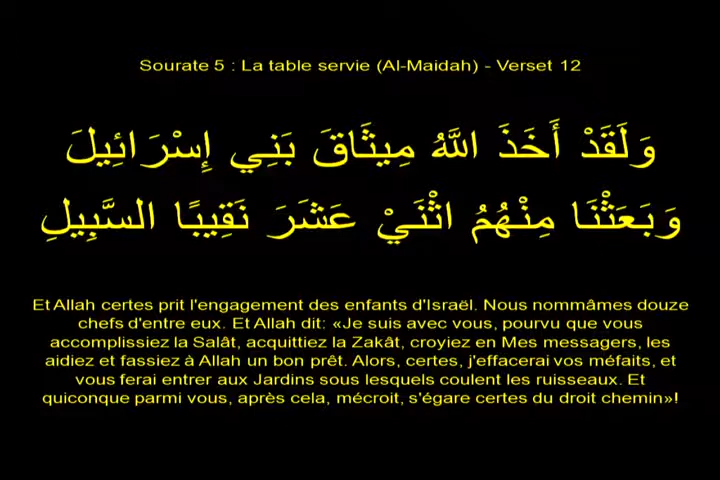 Sourate 5 : La table servie (Al-Maidah) - Verset 12
وَلَقَدْ أَخَذَ اللَّهُ مِيثَاقَ بَنِي إِسْرَائِيلَ
وَبَعَثْنَا مِنْهُمُ اثْنَيْ عَشَرَ نَقِيبًا السَّبِيلِ
Et Allah certes prit l'engagement des enfants d'Israël. Nous nommâmes douze
chefs d'entre eux. Et Allah dit: «Je suis avec vous, pourvu que vous
accomplissiez la Salât, acquittiez la Zakât, croyiez en Mes messagers, les
aidiez et fassiez à Allah un bon prêt. Alors, certes, j'effacerai vos méfaits, et
vous ferai entrer aux Jardins sous lesquels coulent les ruisseaux. Et
quiconque parmi vous, après cela, mécroit, s'égare certes du droit chemin»!